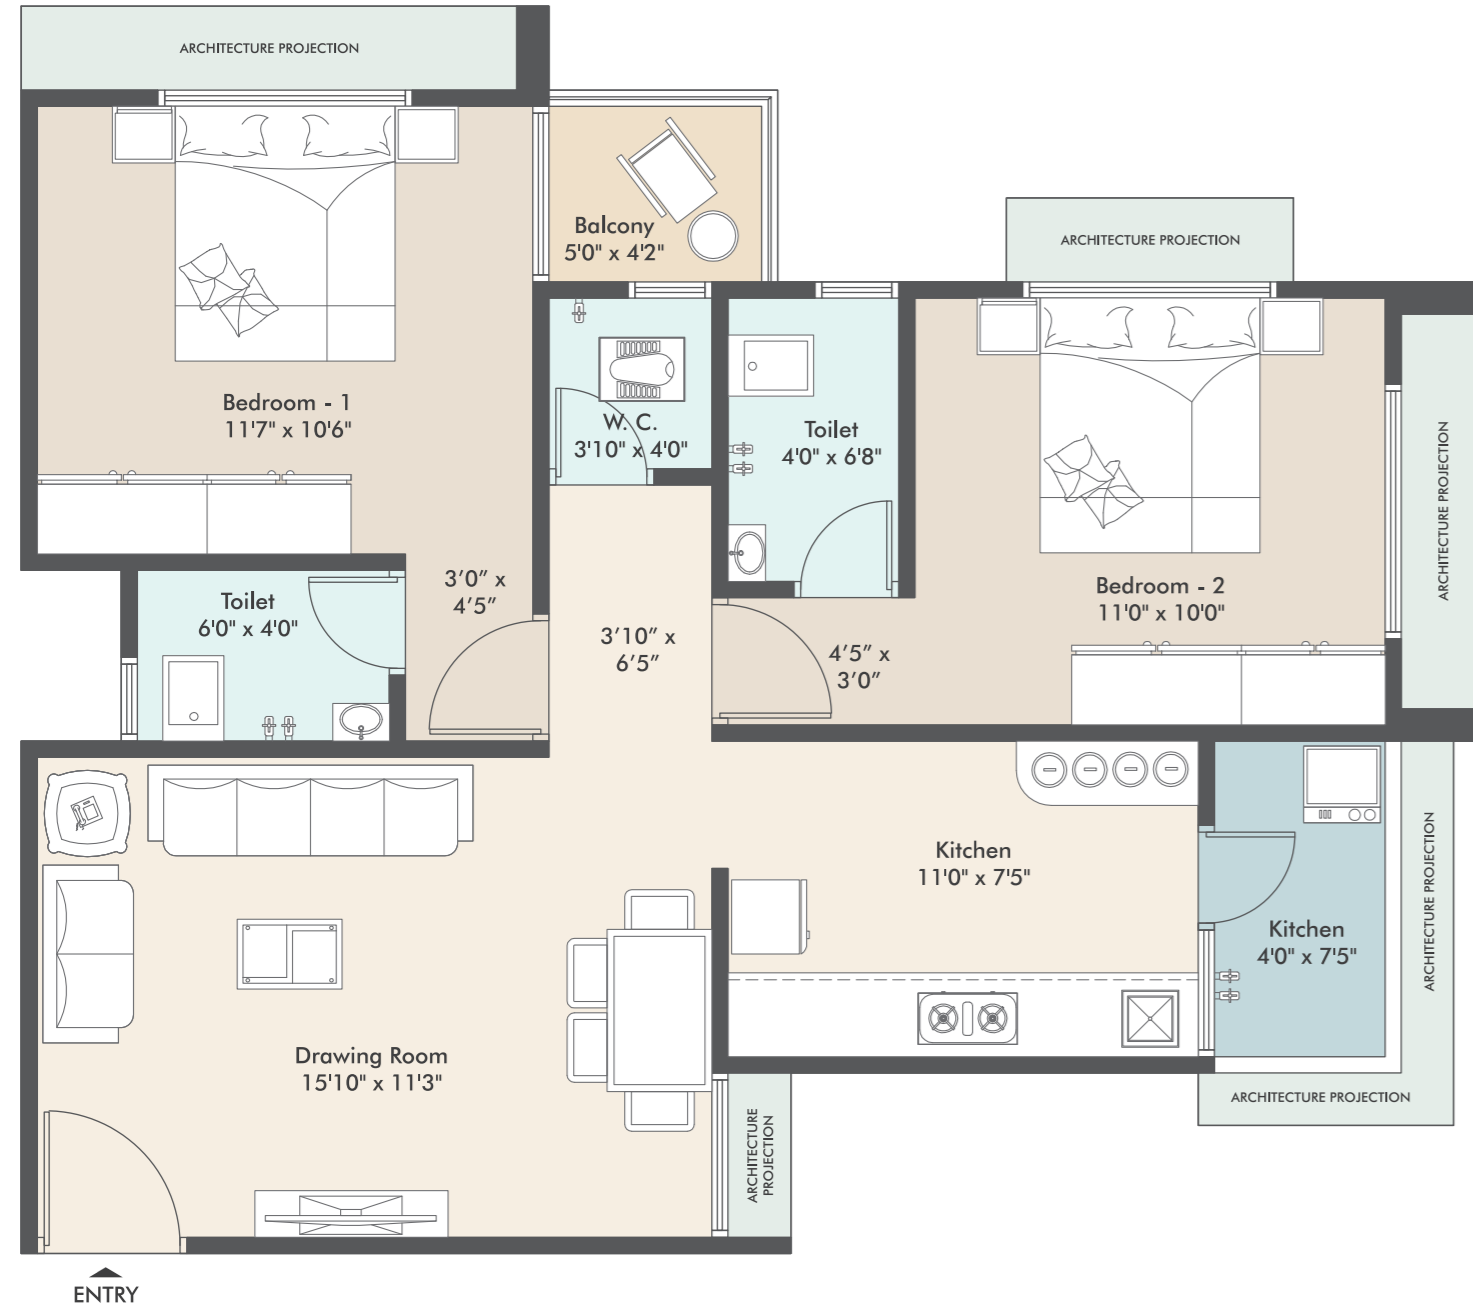 ARCHITECTURE PROJECTION
Balcony
5'0" x 4'2"
ARCHITECTURE PROJECTION
Bedroom - 1
11'7" x 10'6"
W. C.
3'10" x 4'0"
Toilet
4'0" x 6'8"
ARCHITECTURE PROJECTION
Bedroom - 2
11'0" x 10'0"
Toilet
6'0" x 4'0"
3’0” x
4’5”
3’10” x
6’5”
4’5” x
3’0”
Kitchen
11'0" x 7'5"
Kitchen
4'0" x 7'5"
ARCHITECTURE PROJECTION
Drawing Room
15'10" x 11'3"
ARCHITECTURE
PROJECTION
ARCHITECTURE PROJECTION
ENTRY